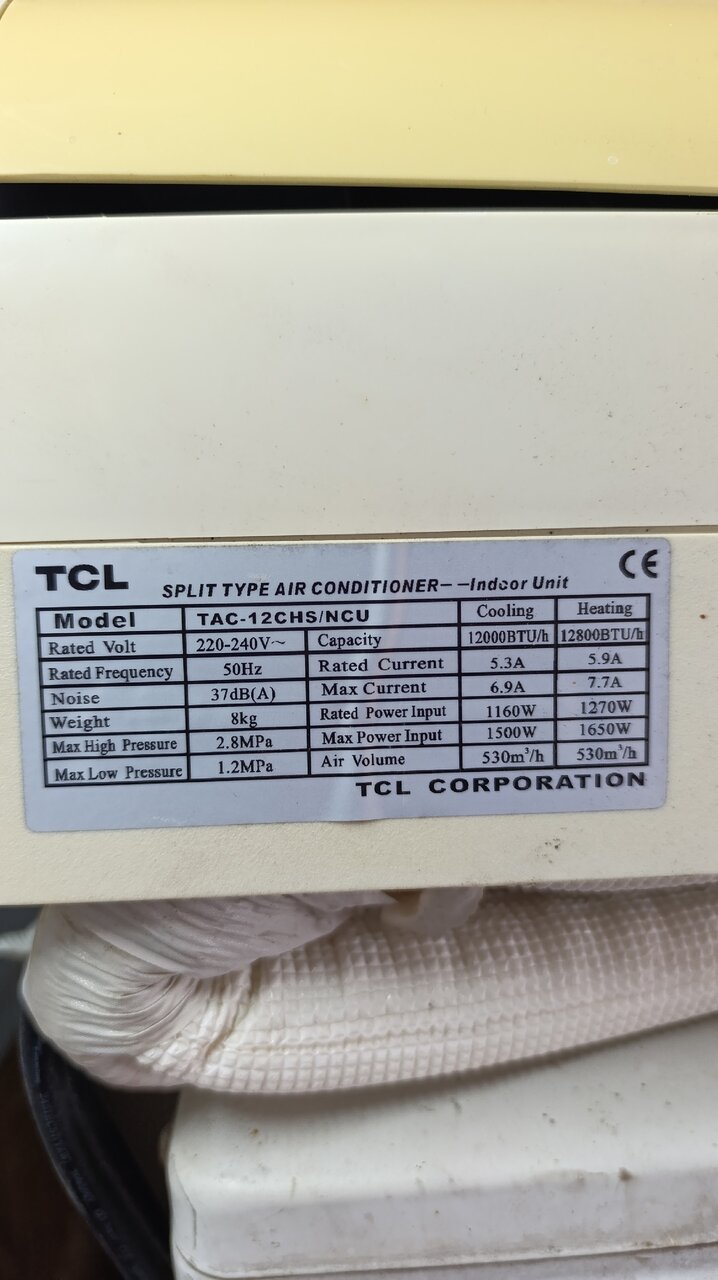 TCL
SPLIT TYPE AIR CONDITIONER--Indoor Unit
CE
Model TAC-12CHS/NCU Cooling Heating
Rated Volt 220-240V~ Capacity 12000BTU/h 12800BTU/h
Rated Frequency 50Hz Rated Current 5.3A 5.9A
Noise 37dB(A) Max Current 6.9A 7.7A
Weight 8kg Rated Power Input 1160W 1270W
Max High Pressure 2.8MPa Max Power Input 1500W 1650W
Max Low Pressure 1.2MPa Air Volume 530m³/h 530m³/h
TCL CORPORATION